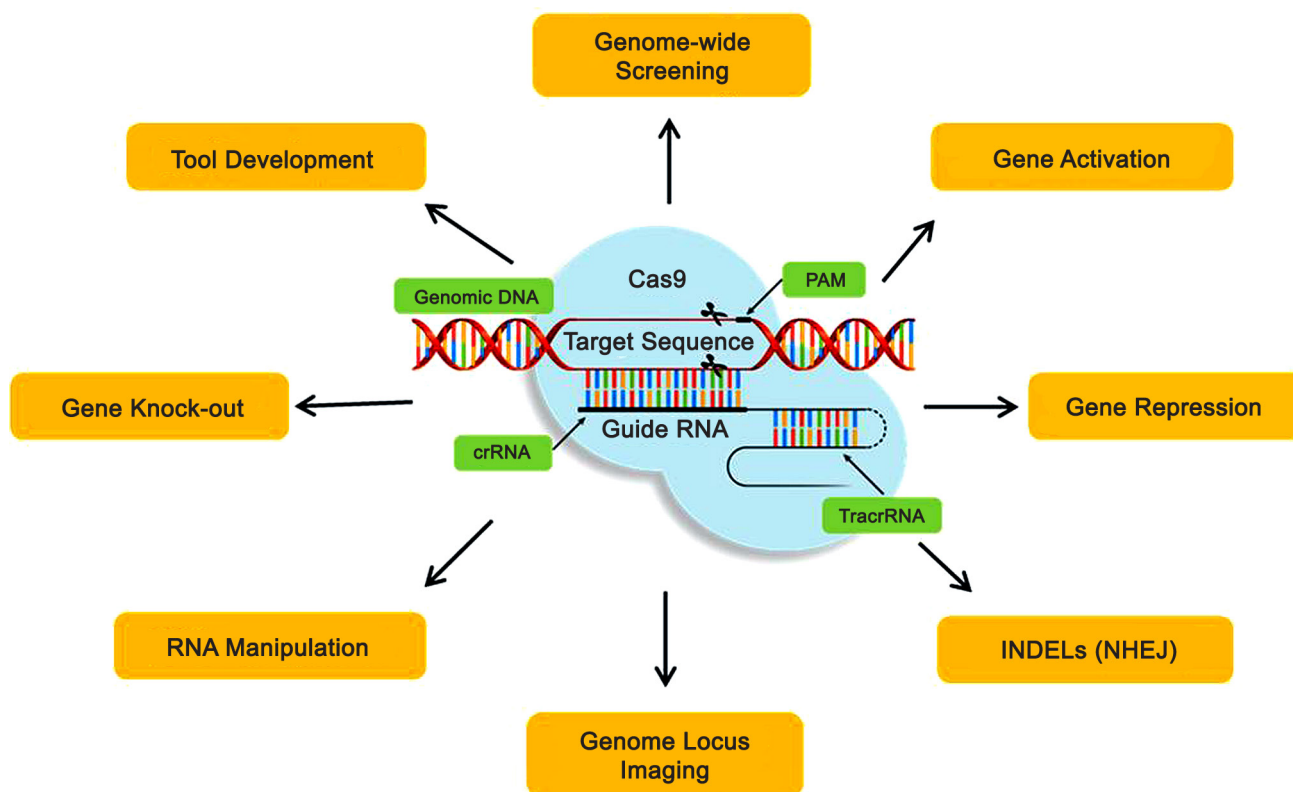 Genome-wide
Screening
Tool Development
Gene Activation
Cas9
PAM
Genomic DNA
Target Sequence
Gene Knock-out
Gene Repression
Guide RNA
crRNA
TracrRNA
RNA Manipulation
INDELs (NHEJ)
Genome Locus
Imaging